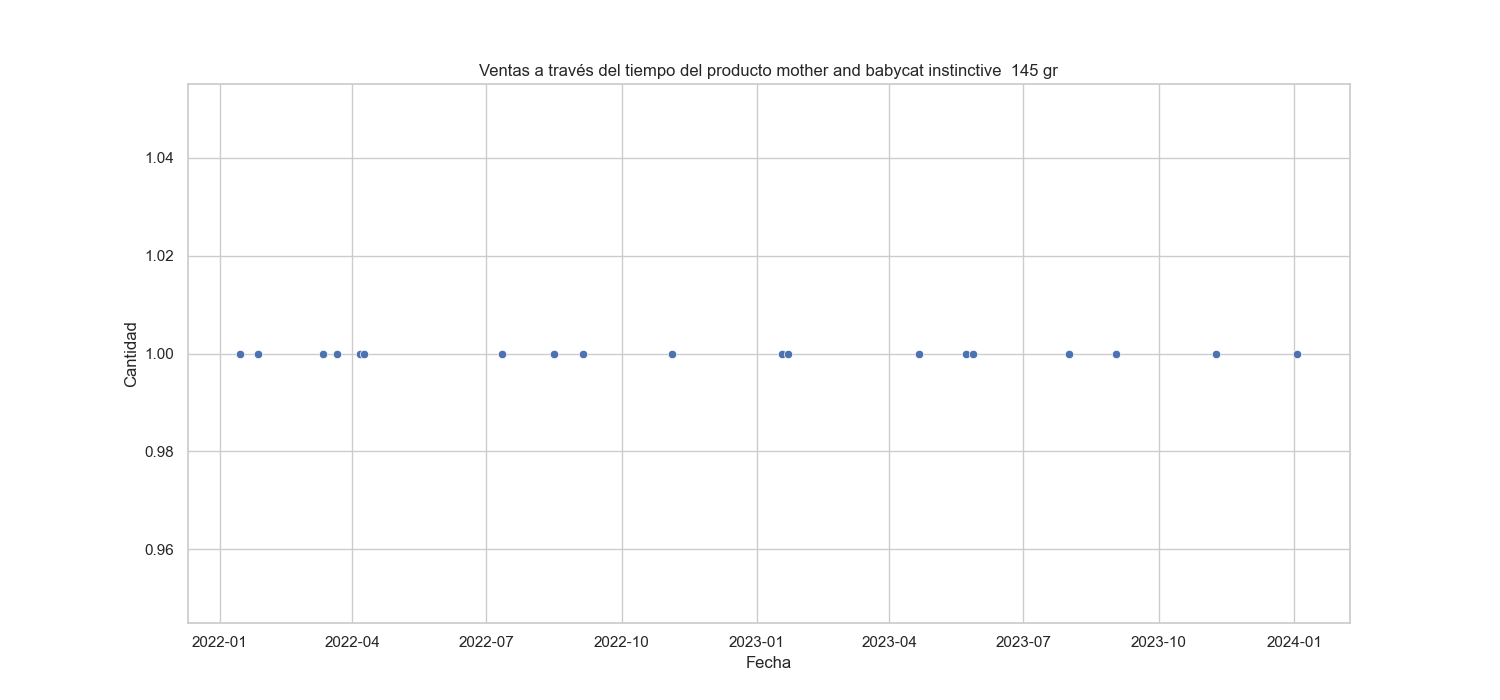 Ventas a través del tiempo del producto mother and babycat instinctive  145 gr
1.04
1.02
1.00
0.98
0.96
Cantidad
2022-01 2022-04 2022-07 2022-10 2023-01 2023-04 2023-07 2023-10 2024-01
Fecha